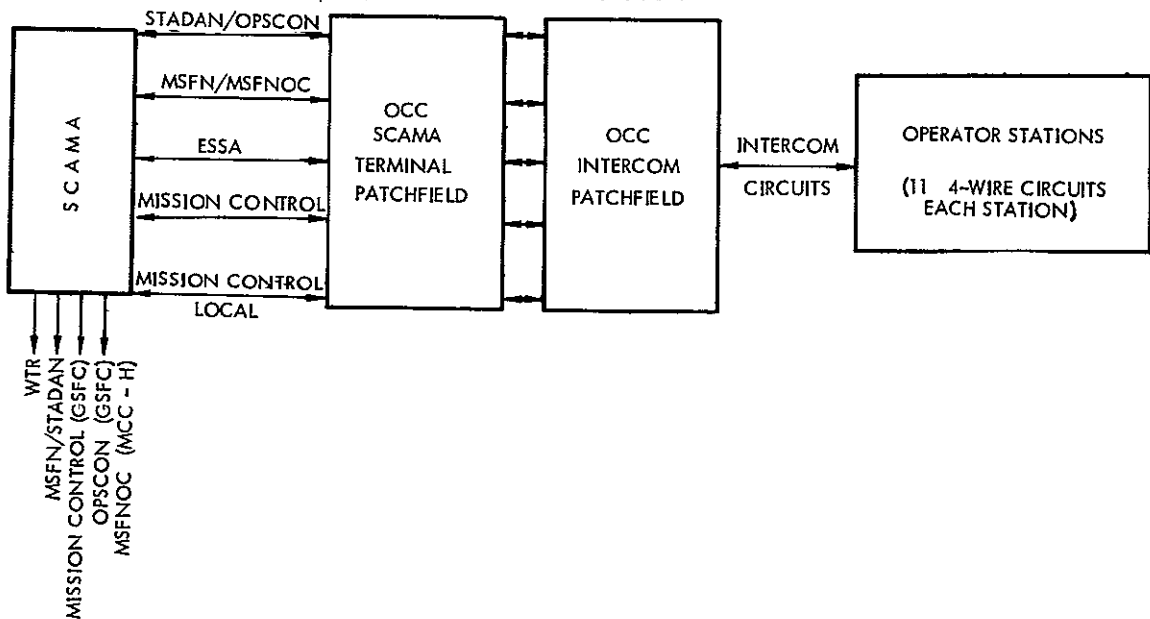 SCAMA
STADAN/OPSCON
MSFN/MSFNOC
ESSA
MISSION CONTROL
MISSION CONTROL
LOCAL
OCC
SCAMA
TERMINAL
PATCHFIELD
OCC
INTERCOM
PATCHFIELD
INTERCOM
CIRCUITS
OPERATOR STATIONS
(11 4-WIRE CIRCUITS
EACH STATION)
WTR
MSFN/STADAN
MISSION CONTROL (GSFC)
OPSCON (GSFC)
MSFNOC (MCC - H)